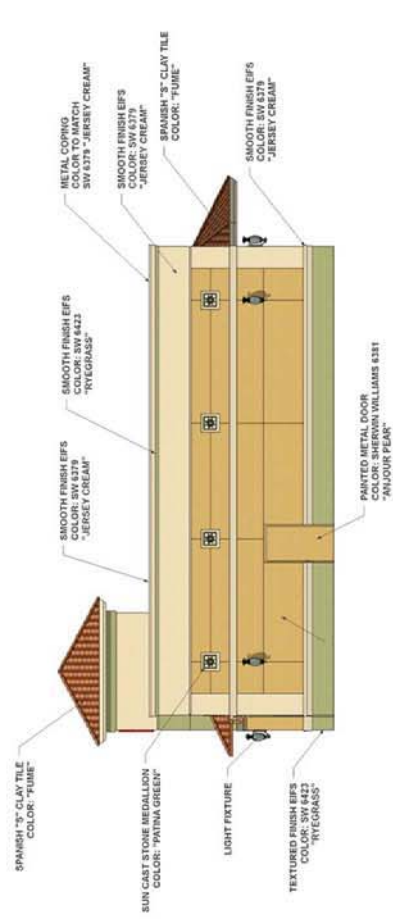 SPANISH "S" CLAY TILE
COLOR: "FUME"
SMOOTH FINISH EIFS
COLOR: SW 6379
"JERSEY CREAM"
SMOOTH FINISH EIFS
COLOR: SW 6423
"RYEGRASS"
METAL COPING
COLOR TO MATCH
SW 6379 "JERSEY CREAM"
SMOOTH FINISH EIFS
COLOR: SW 6379
"JERSEY CREAM"
SPANISH "S" CLAY TILE
COLOR: "FUME"
SMOOTH FINISH EIFS
COLOR: SW 6379
"JERSEY CREAM"
SUN CAST STONE MEDALLION
COLOR: "PATINA GREEN"
LIGHT FIXTURE
TEXTURED FINISH EIFS
COLOR: SW 6423
"RYEGRASS"
PAINTED METAL DOOR
COLOR: SHERWIN WILLIAMS 6381
"ANJOUR PEAR"